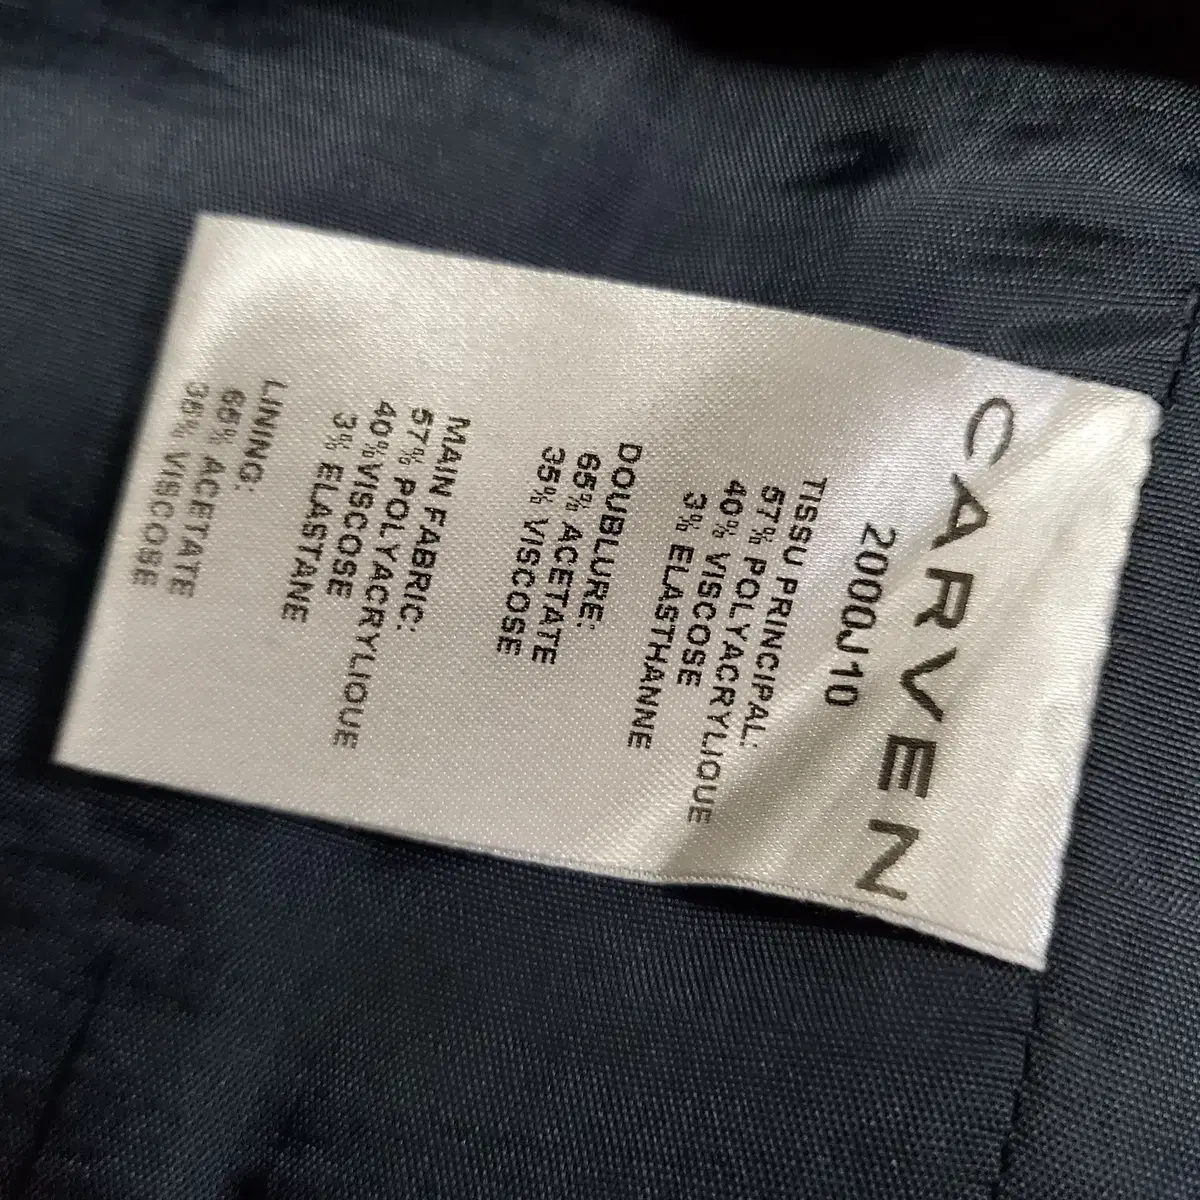 CARVEN
2000J10
TISSU PRINCIPAL:
57% POLYACRYLIQUE
40% VISCOSE
3% ELASTHANNE
DOUBLURE:
65% ACETATE
35% VISCOSE
MAIN FABRIC:
57% POLYACRYLIQUE
40%VISCOSE
3% ELASTANE
LINING:
65% ACETATE
35% VISCOSE